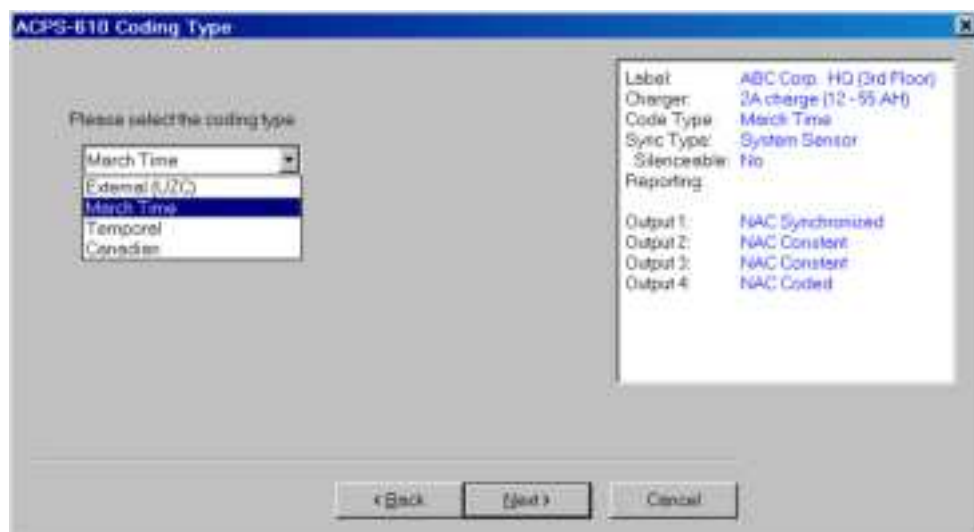 ACPS-610 Coding Type
Please select the coding type
March Time
External (UZC)
March Time
Temporal
Canadian
Label: ABC Corp. HQ (3rd Floor)
Charger: 2A charge (12 - 55 AH)
Code Type March Time
Sync Type: System Sensor
Silenceable: No
Reporting:
Output 1: NAC Synchronized
Output 2: NAC Constant
Output 3: NAC Constant
Output 4: NAC Coded
< Back
Next >
Cancel